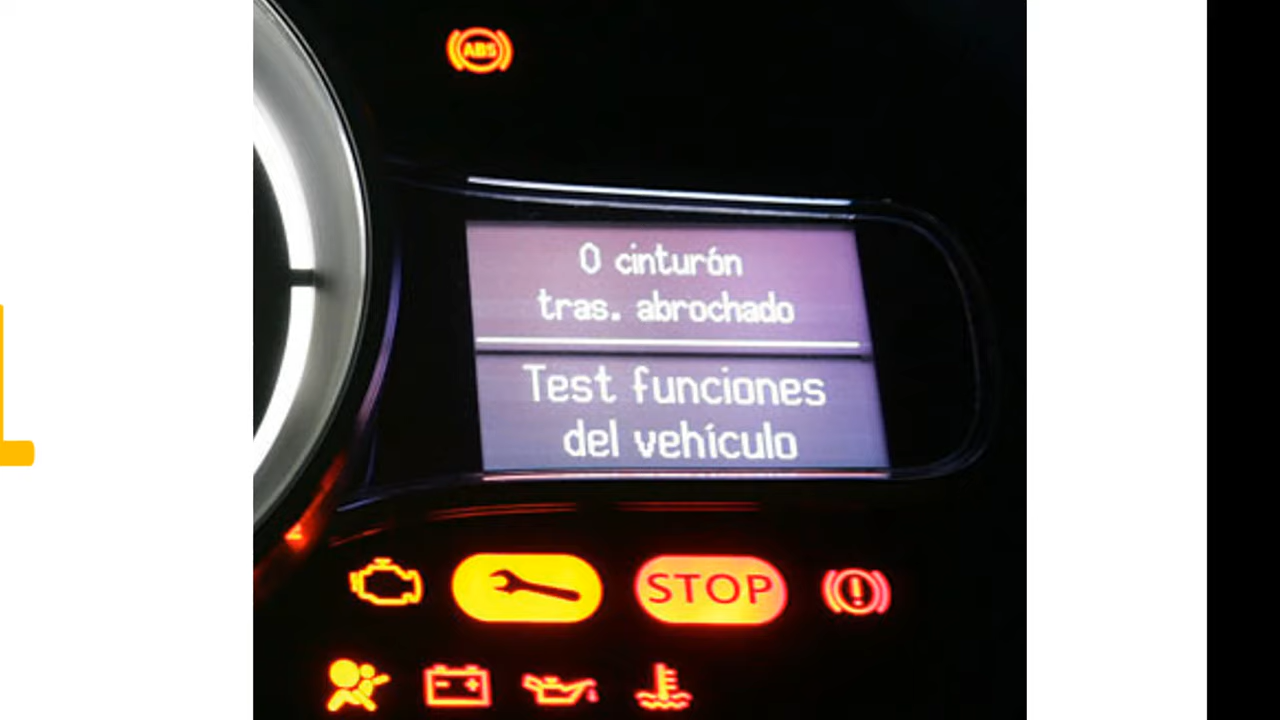 ABS
0 cinturón
tras. abrochado
Test funciones
del vehículo
STOP